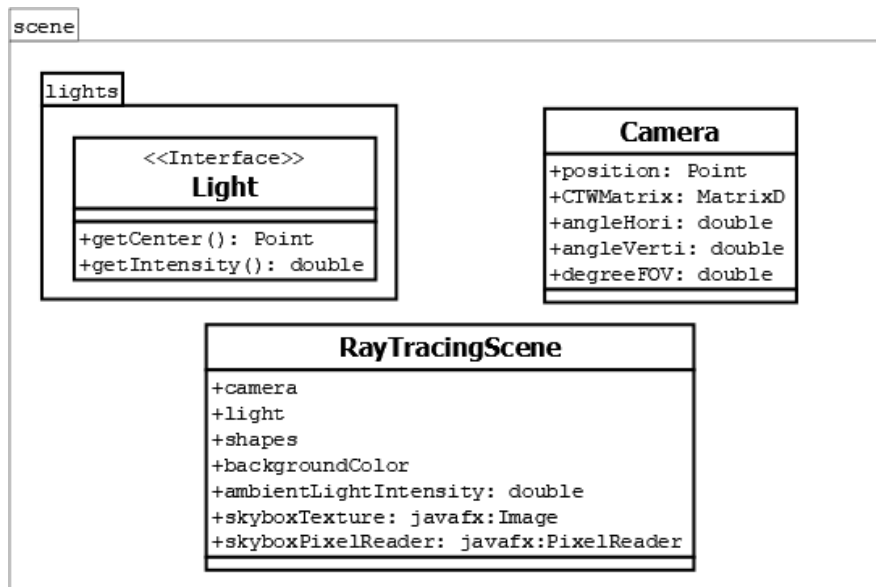 scene
lights
<<Interface>>
Light
+getCenter(): Point
+getIntensity(): double
Camera
+position: Point
+CTWMatrix: MatrixD
+angleHori: double
+angleVerti: double
+degreeFOV: double
RayTracingScene
+camera
+light
+shapes
+backgroundColor
+ambientLightIntensity: double
+skyboxTexture: javafx:Image
+skyboxPixelReader: javafx:PixelReader